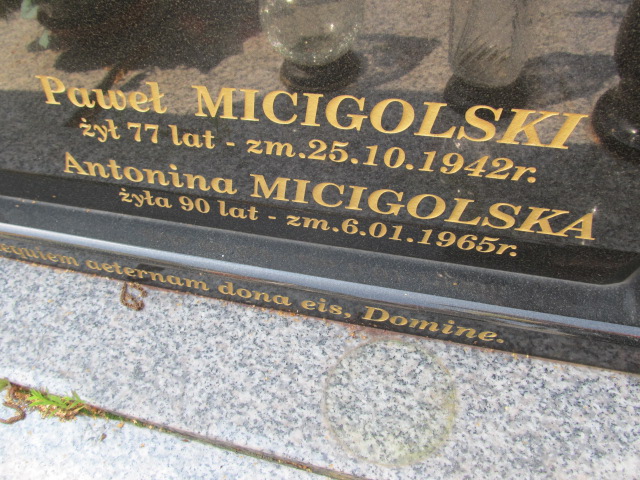 Paweł MICIGOLSKI
żył 77 lat - zm.25.10.1942r.
Antonina MICIGOLSKA
żyła 90 lat - zm.6.01.1965r.
aeternam dona eis, Domine.